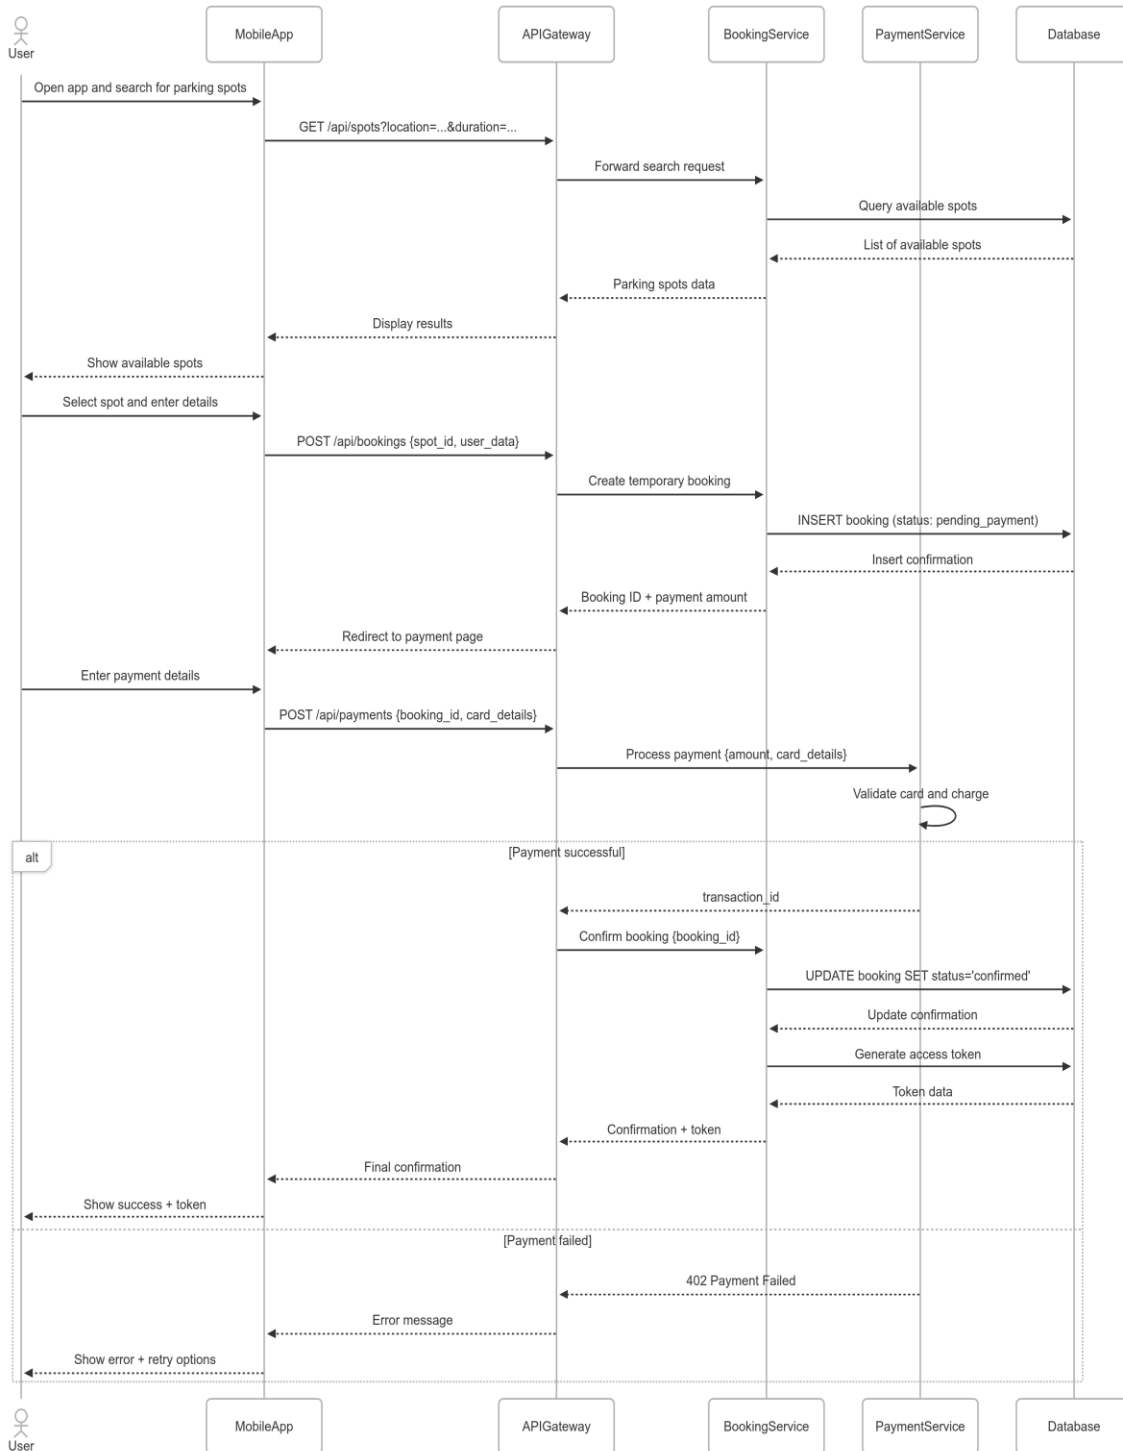 User
MobileApp
APIGateway
BookingService
PaymentService
Database
Open app and search for parking spots
GET /api/spots?location=...&duration=...
Forward search request
Query available spots
List of available spots
Parking spots data
Display results
Show available spots
Select spot and enter details
POST /api/bookings {spot_id, user_data}
Create temporary booking
INSERT booking (status: pending_payment)
Insert confirmation
Booking ID + payment amount
Redirect to payment page
Enter payment details
POST /api/payments {booking_id, card_details}
Process payment {amount, card_details}
Validate card and charge
alt
[Payment successful]
transaction_id
Confirm booking {booking_id}
UPDATE booking SET status='confirmed'
Update confirmation
Generate access token
Token data
Confirmation + token
Final confirmation
Show success + token
[Payment failed]
402 Payment Failed
Error message
Show error + retry options
User
MobileApp
APIGateway
BookingService
PaymentService
Database